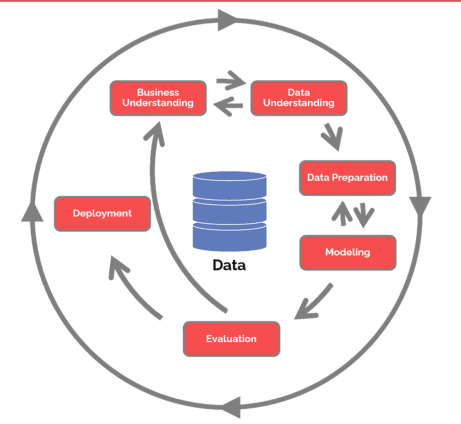 Business
Understanding
Data
Understanding
Data Preparation
Deployment
Data
Modeling
Evaluation